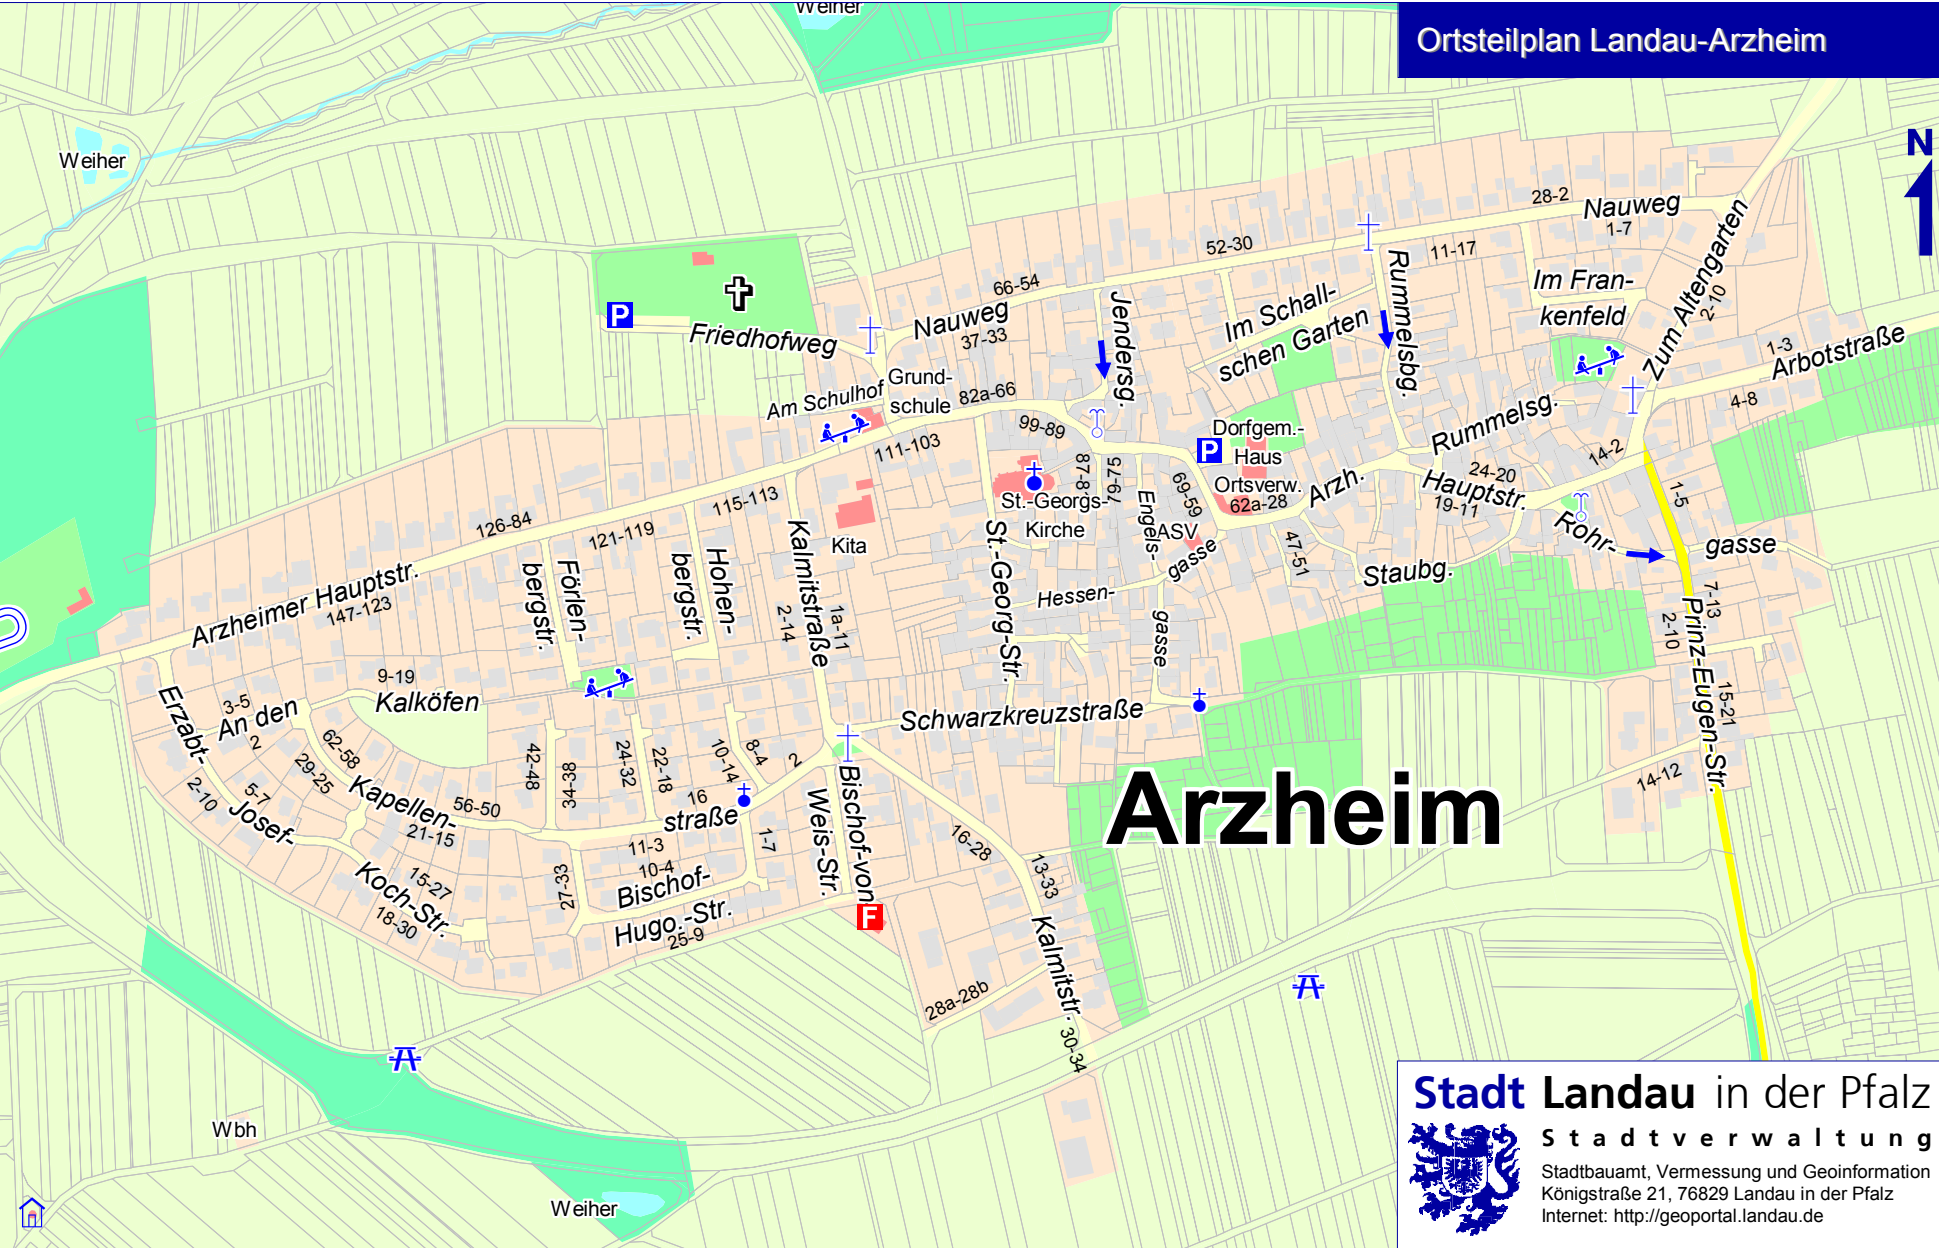 Weiher
Ortsteilplan Landau-Arzheim
N
Weiher
28-2
Nauweg
1-7
52-30
11-17
66-54
Nauweg
37-33
Jendersg.
Im Schall-
schen Garten
Rummelsbg.
Im Fran-
kenfeld
Zum Altengarten
2-10
P
Friedhofweg
1-3
Arbotstraße
4-8
Am Schulhof
Grund-
schule
82a-66
111-103
99-89
87-81
79-75
69-59
P
Dorfgem.-
Haus
Ortsverw.
62a-28
Arzh.
Hauptstr.
Rummelsg.
24-20
19-11
14-2
1-5
Rohr-
gasse
St.-Georgs-
Kirche
Engels-
gasse
ASV
47-51
Staubg.
Hessen-
gasse
St.-Georg-Str.
Kita
126-84
115-113
121-119
Arzheimer Hauptstr.
147-123
Förlen-
bergstr.
Hohen-
bergstr.
Kalmitstraße
2-14
1a-11
7-13
2-10
Prinz-Eugen-Str.
15-21
14-12
9-19
An den
Kalköfen
3-5
2
Erzabt-
Josef-
Koch-Str.
2-10
5-7
15-27
18-30
62-58
29-25
Kapellen-
straße
56-50
21-15
42-48
34-38
24-32
22-18
10-14
8-4
2
16
11-3
10-4
1-7
27-33
Bischof-
Hugo.-Str.
25-9
Bischof-von
Weis-Str.
F
Schwarzkreuzstraße
Arzheim
16-28
13-33
Kalmitstr.
28a-28b
30-34
Wbh
Weiher
Stadt Landau in der Pfalz
Stadtverwaltung
Stadtbauamt, Vermessung und Geoinformation
Königstraße 21, 76829 Landau in der Pfalz
Internet: http://geoportal.landau.de